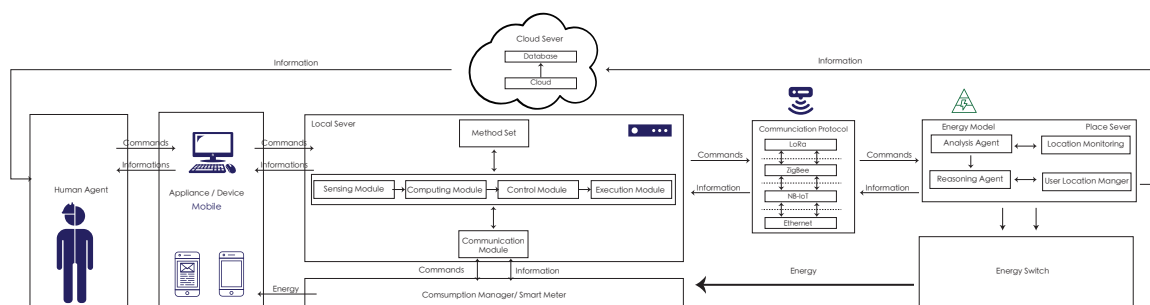 Cloud Sever
Database
Cloud
Information
Information
Human Agent
Commands
Informations
Appliance / Device
Mobile
Commands
Informations
Energy
Local Sever
Method Set
Sensing Module
Computing Module
Control Module
Execution Module
Communication
Module
Commands
Information
Comsumption Manager/ Smart Meter
Commands
Information
Communciation Protocol
LoRa
ZigBee
NB-IoT
Ethernet
Commands
Information
Energy Model
Place Sever
Analysis Agent
Location Monitoring
Reasoning Agent
User Location Manger
Energy
Energy Switch